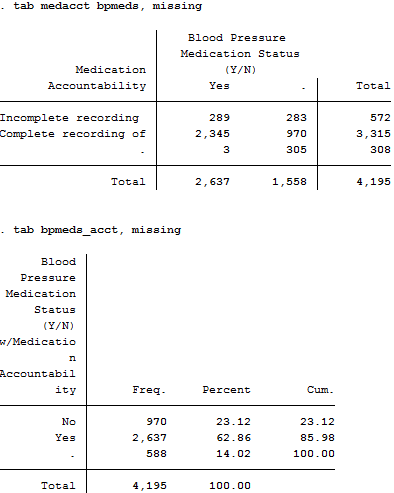 . tab medacct bpmeds, missing
Blood Pressure
Medication Status
Medication (Y/N)
Accountability Yes . Total
Incomplete recording 289 283 572
Complete recording of 2,345 970 3,315
. 3 305 308
Total 2,637 1,558 4,195
. tab bpmeds_acct, missing
Blood
Pressure
Medication
Status
(Y/N)
w/Medicatio
n
Accountabil
ity Freq. Percent Cum.
No 970 23.12 23.12
Yes 2,637 62.86 85.98
. 588 14.02 100.00
Total 4,195 100.00